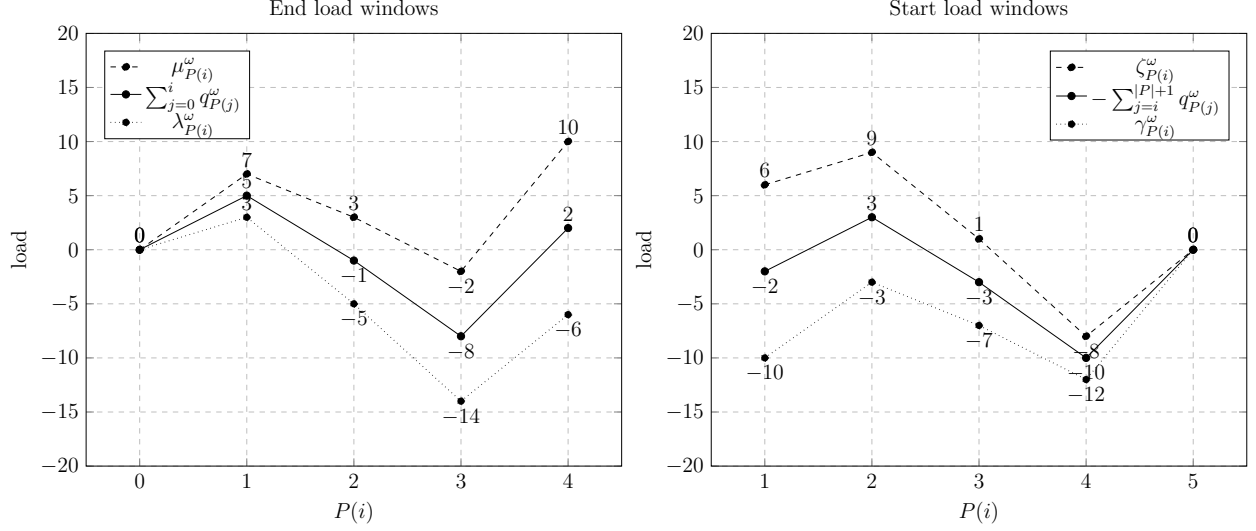 End load windows
μ^ω_{P(i)}
∑^i_{j=0} q^ω_{P(j)}
λ^ω_{P(i)}
20
15
10
5
0
−5
−10
−15
−20
load
0 7 3 −2 10
0 5 −1 −8 2
0 3 −5 −14 −6
0 1 2 3 4
P(i)
Start load windows
ζ^ω_{P(i)}
−∑^{|P|+1}_{j=i} q^ω_{P(j)}
γ^ω_{P(i)}
20
15
10
5
0
−5
−10
−15
−20
load
6 9 1 −8 0
−2 3 −3 −10 0
−10 −3 −7 −12 0
1 2 3 4 5
P(i)